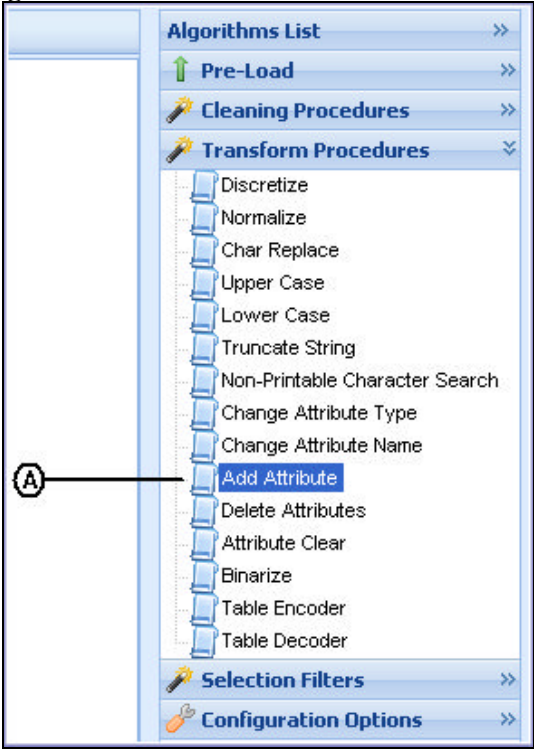 Algorithms List
Pre-Load
Cleaning Procedures
Transform Procedures
Discretize
Normalize
Char Replace
Upper Case
Lower Case
Truncate String
Non-Printable Character Search
Change Attribute Type
Change Attribute Name
A
Add Attribute
Delete Attributes
Attribute Clear
Binarize
Table Encoder
Table Decoder
Selection Filters
Configuration Options